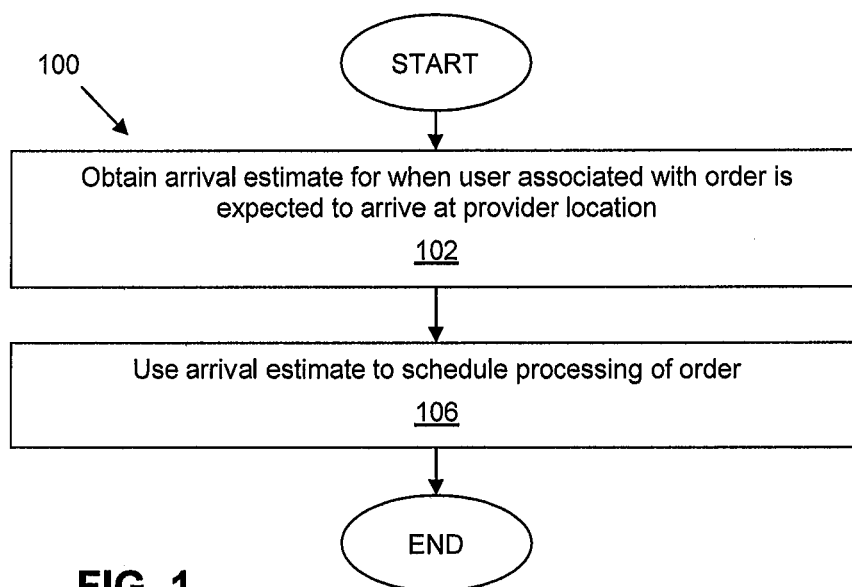 START
100
Obtain arrival estimate for when user associated with order is
expected to arrive at provider location
102
Use arrival estimate to schedule processing of order
106
END
FIG. 1